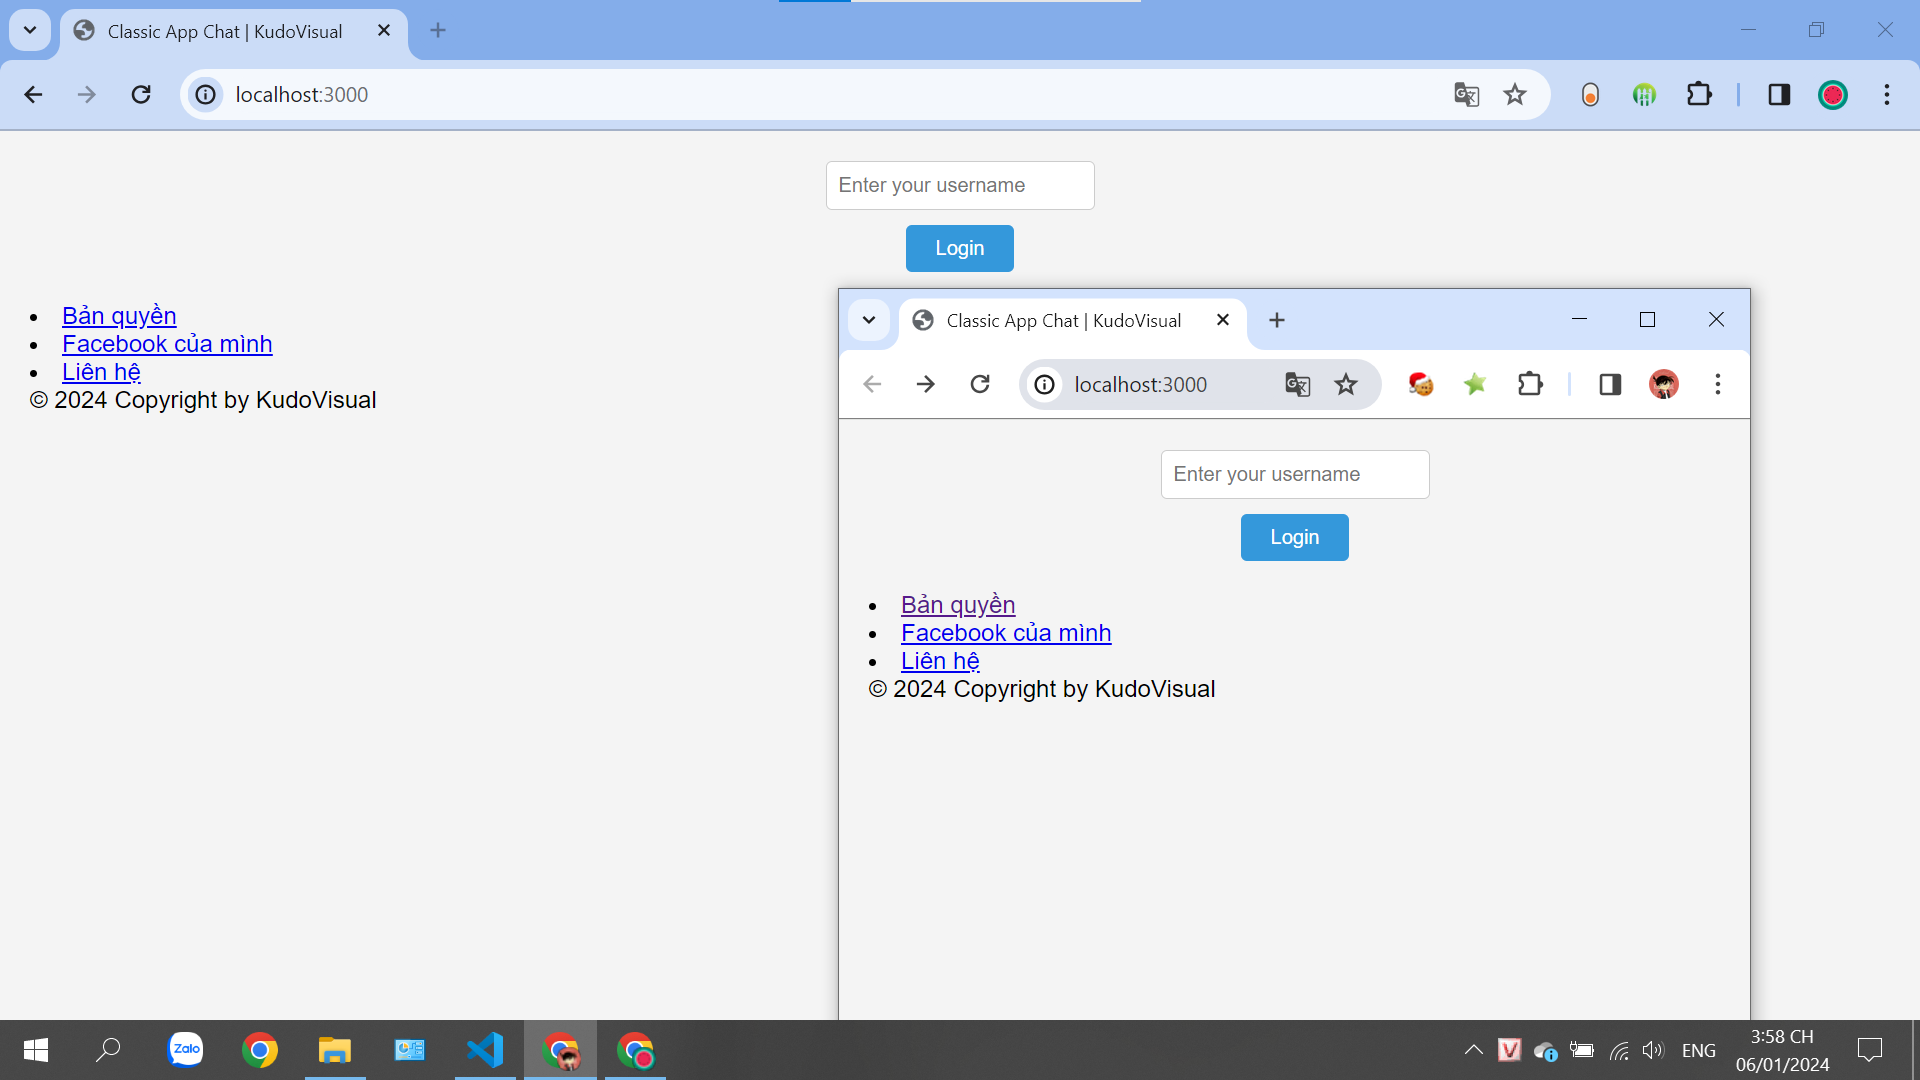 Classic App Chat | KudoVisual
localhost:3000
Enter your username
Login
Bản quyền
Facebook của mình
Liên hệ
© 2024 Copyright by KudoVisual
Classic App Chat | KudoVisual
localhost:3000
Enter your username
Login
Bản quyền
Facebook của mình
Liên hệ
© 2024 Copyright by KudoVisual
Zalo
ENG
3:58 CH
06/01/2024